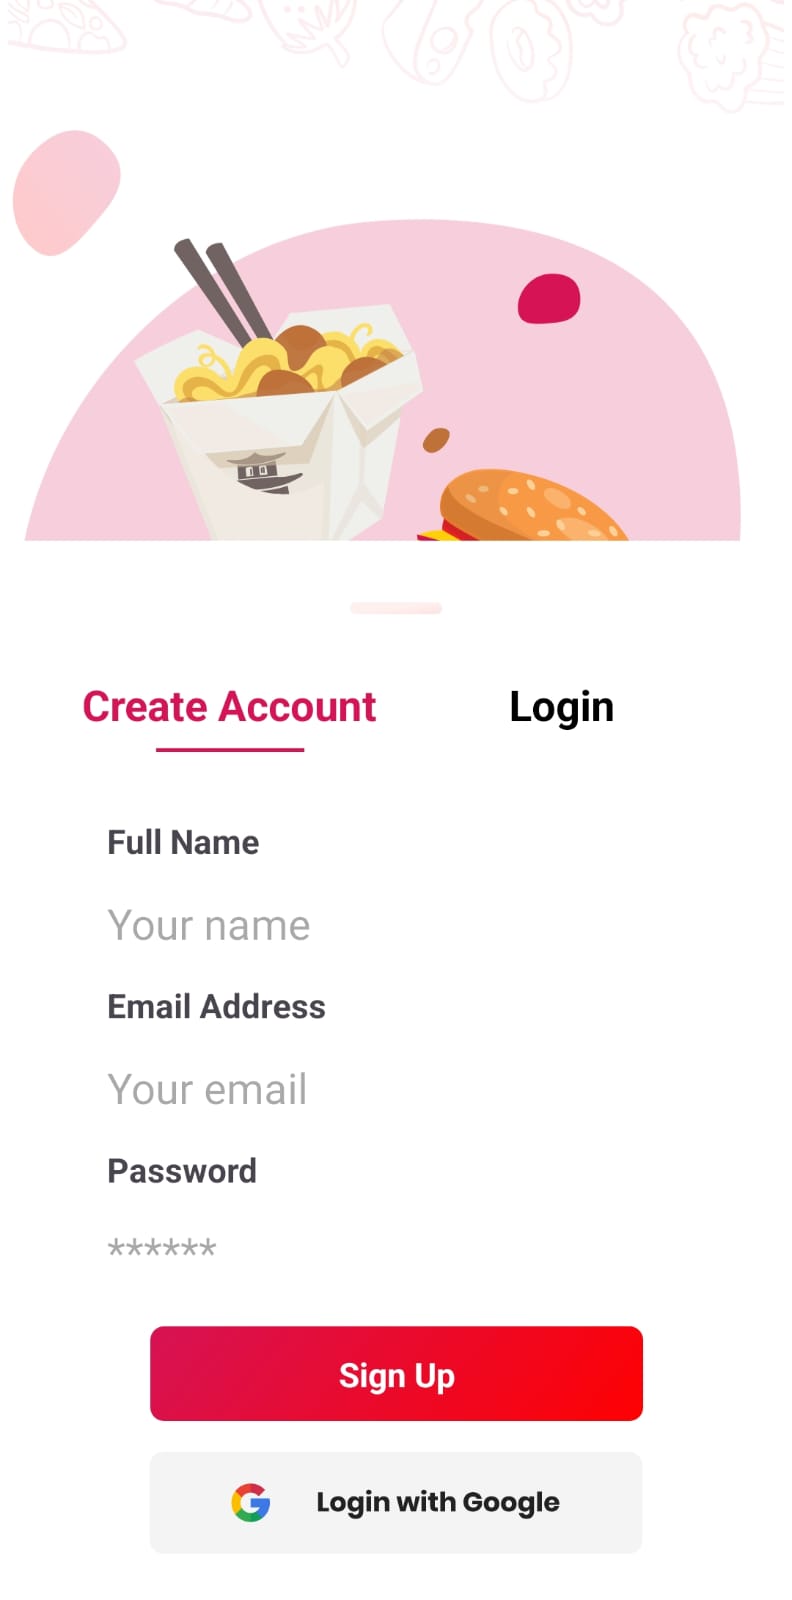 Create Account
Login
Full Name
Your name
Email Address
Your email
Password
******
Sign Up
Login with Google